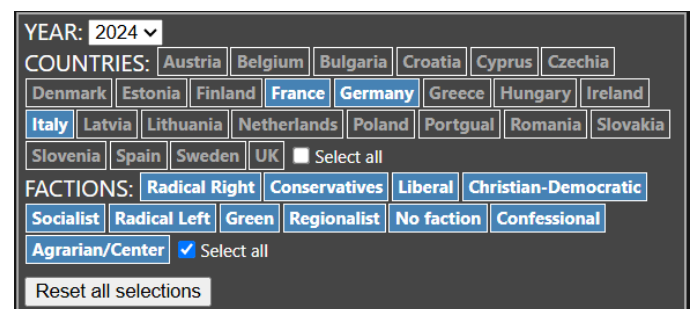 YEAR: 2024
COUNTRIES: Austria Belgium Bulgaria Croatia Cyprus Czechia
Denmark Estonia Finland France Germany Greece Hungary Ireland
Italy Latvia Lithuania Netherlands Poland Portgual Romania Slovakia
Slovenia Spain Sweden UK Select all
FACTIONS: Radical Right Conservatives Liberal Christian-Democratic
Socialist Radical Left Green Regionalist No faction Confessional
Agrarian/Center Select all
Reset all selections